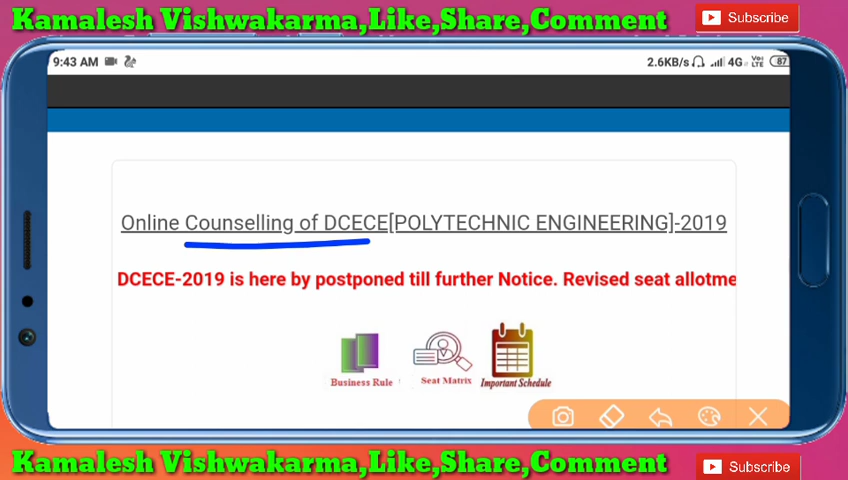 Kamalesh Vishwakarma,Like,Share,Comment
Subscribe
9:43 AM
2.6KB/s 4G Vo LTE 87
Online Counselling of DCECE[POLYTECHNIC ENGINEERING]-2019
DCECE-2019 is here by postponed till further Notice. Revised seat allotme
Business Rule
Seat Matrix
Important Schedule
Kamalesh Vishwakarma,Like,Share,Comment
Subscribe